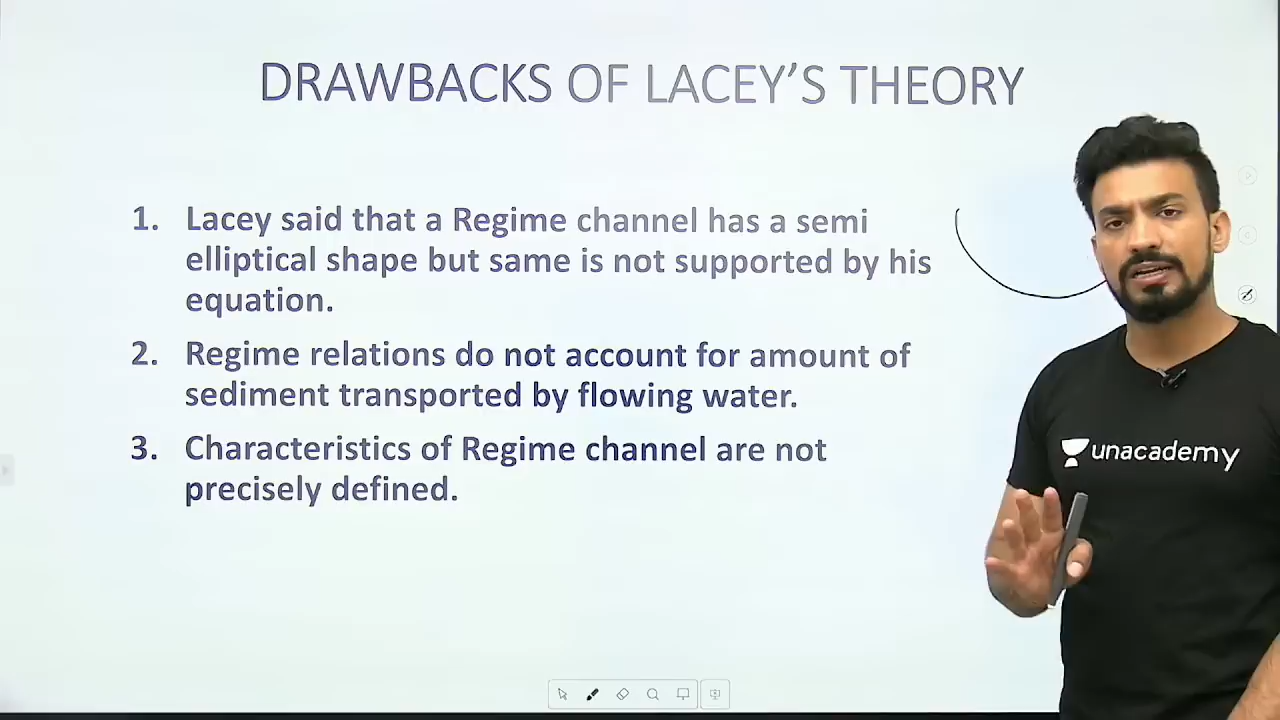 DRAWBACKS OF LACEY'S THEORY
1. Lacey said that a Regime channel has a semi
elliptical shape but same is not supported by his
equation.
2. Regime relations do not account for amount of
sediment transported by flowing water.
3. Characteristics of Regime channel are not
precisely defined.
unacademy